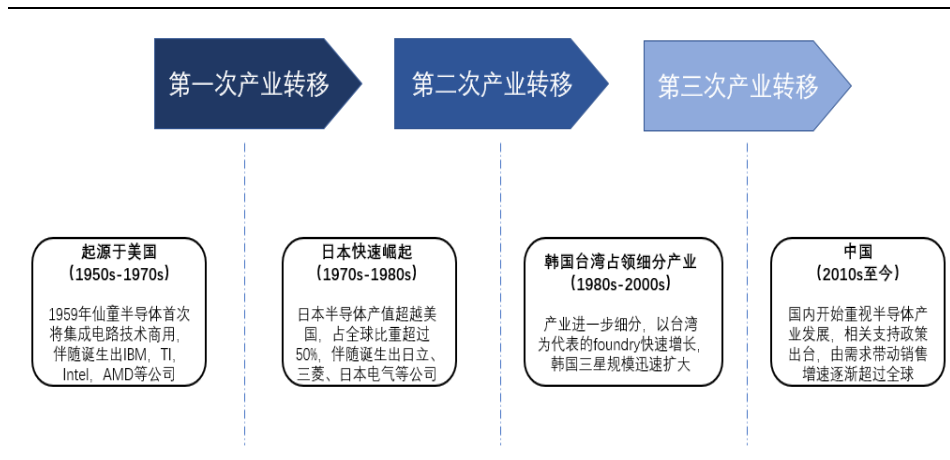 第一次产业转移
第二次产业转移
第三次产业转移
起源于美国
(1950s-1970s)
1959年仙童半导体首次
将集成电路技术商用，
伴随诞生出IBM，TI，
Intel，AMD等公司
日本快速崛起
(1970s-1980s)
日本半导体产值超越美
国，占全球比重超过
50%，伴随诞生出日立、
三菱、日本电气等公司
韩国台湾占领细分产业
(1980s-2000s)
产业进一步细分，以台湾
为代表的foundry快速增长，
韩国三星规模迅速扩大
中国
(2010s至今)
国内开始重视半导体产
业发展，相关支持政策
出台，由需求带动销售
增速逐渐超过全球